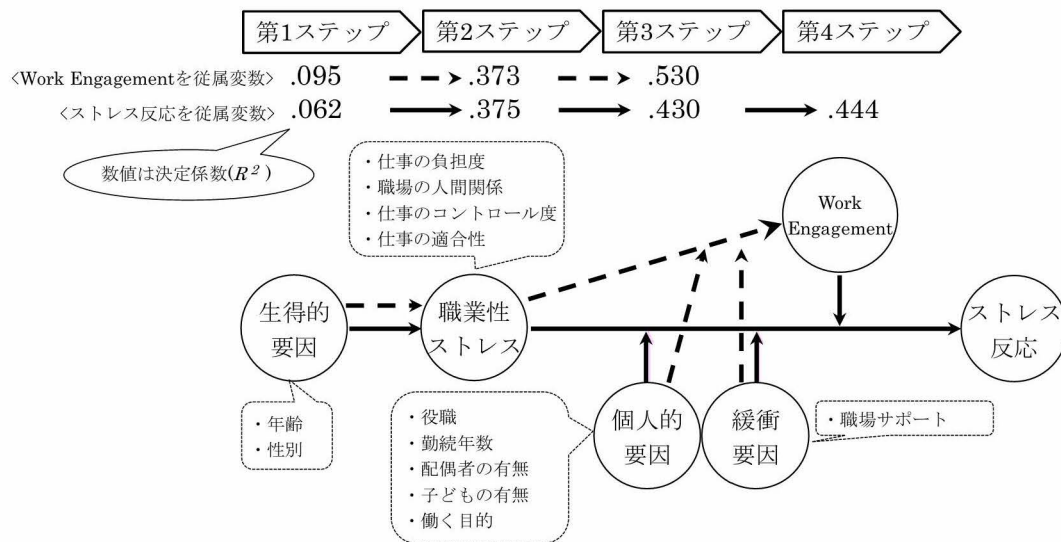 第1ステップ 第2ステップ 第3ステップ 第4ステップ
<Work Engagementを従属変数> .095 .373 .530
<ストレス反応を従属変数> .062 .375 .430 .444
数値は決定係数(R²)
・仕事の負担度
・職場の人間関係
・仕事のコントロール度
・仕事の適合性
Work
Engagement
生得的
要因
職業性
ストレス
ストレス
反応
・年齢
・性別
・役職
・勤続年数
・配偶者の有無
・子どもの有無
・働く目的
個人的
要因
緩衝
要因
・職場サポート